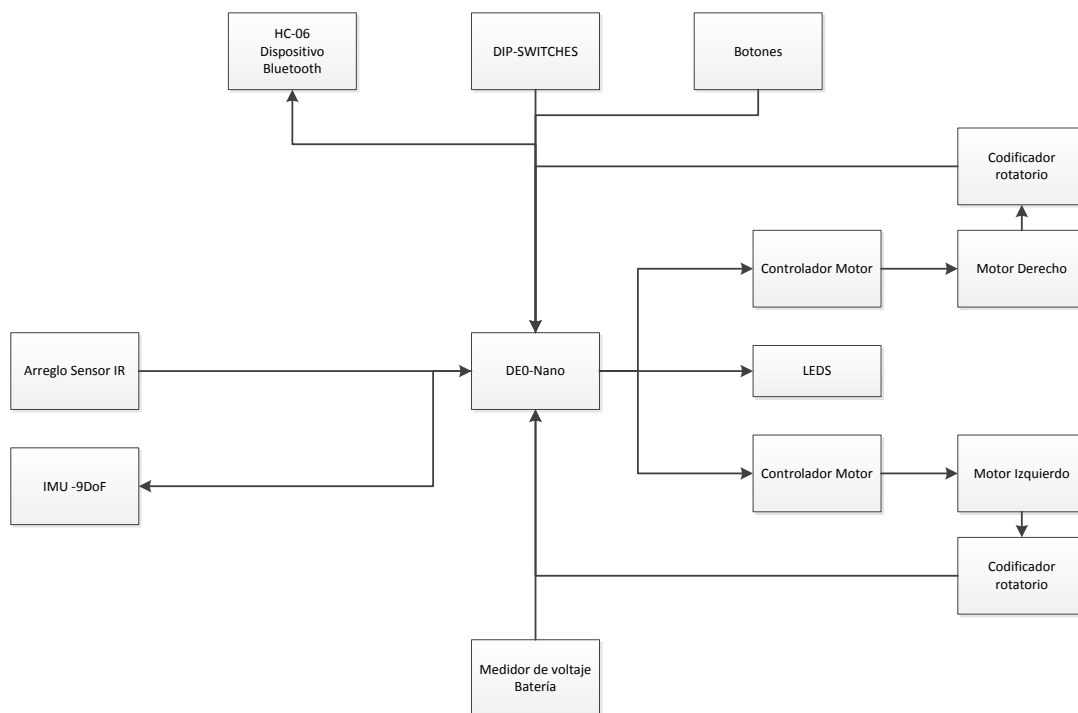 HC-06
Dispositivo
Bluetooth
DIP-SWITCHES
Botones
Codificador
rotatorio
Controlador Motor
Motor Derecho
Arreglo Sensor IR
DE0-Nano
LEDS
IMU -9DoF
Controlador Motor
Motor Izquierdo
Codificador
rotatorio
Medidor de voltaje
Batería